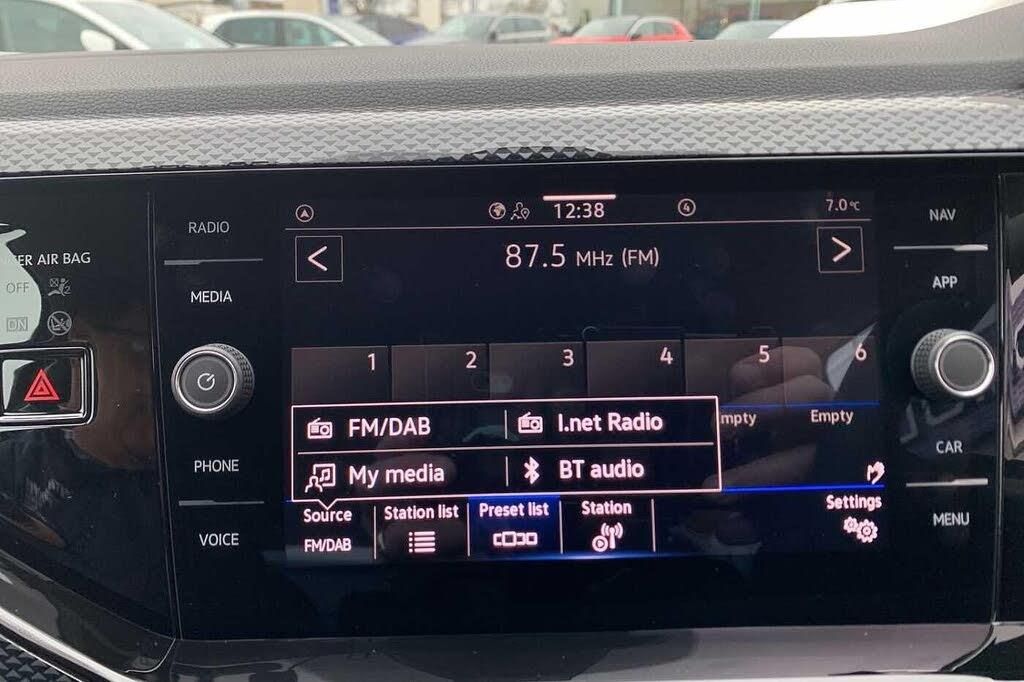 RADIO
MEDIA
PHONE
VOICE
AIR BAG
OFF
ON
12:38
4
7.0°C
< 87.5 MHz (FM) >
1 2 3 4 5 6
Empty
FM/DAB I.net Radio
My media BT audio
Source Station list Preset list Station Settings
FM/DAB
NAV
APP
CAR
MENU